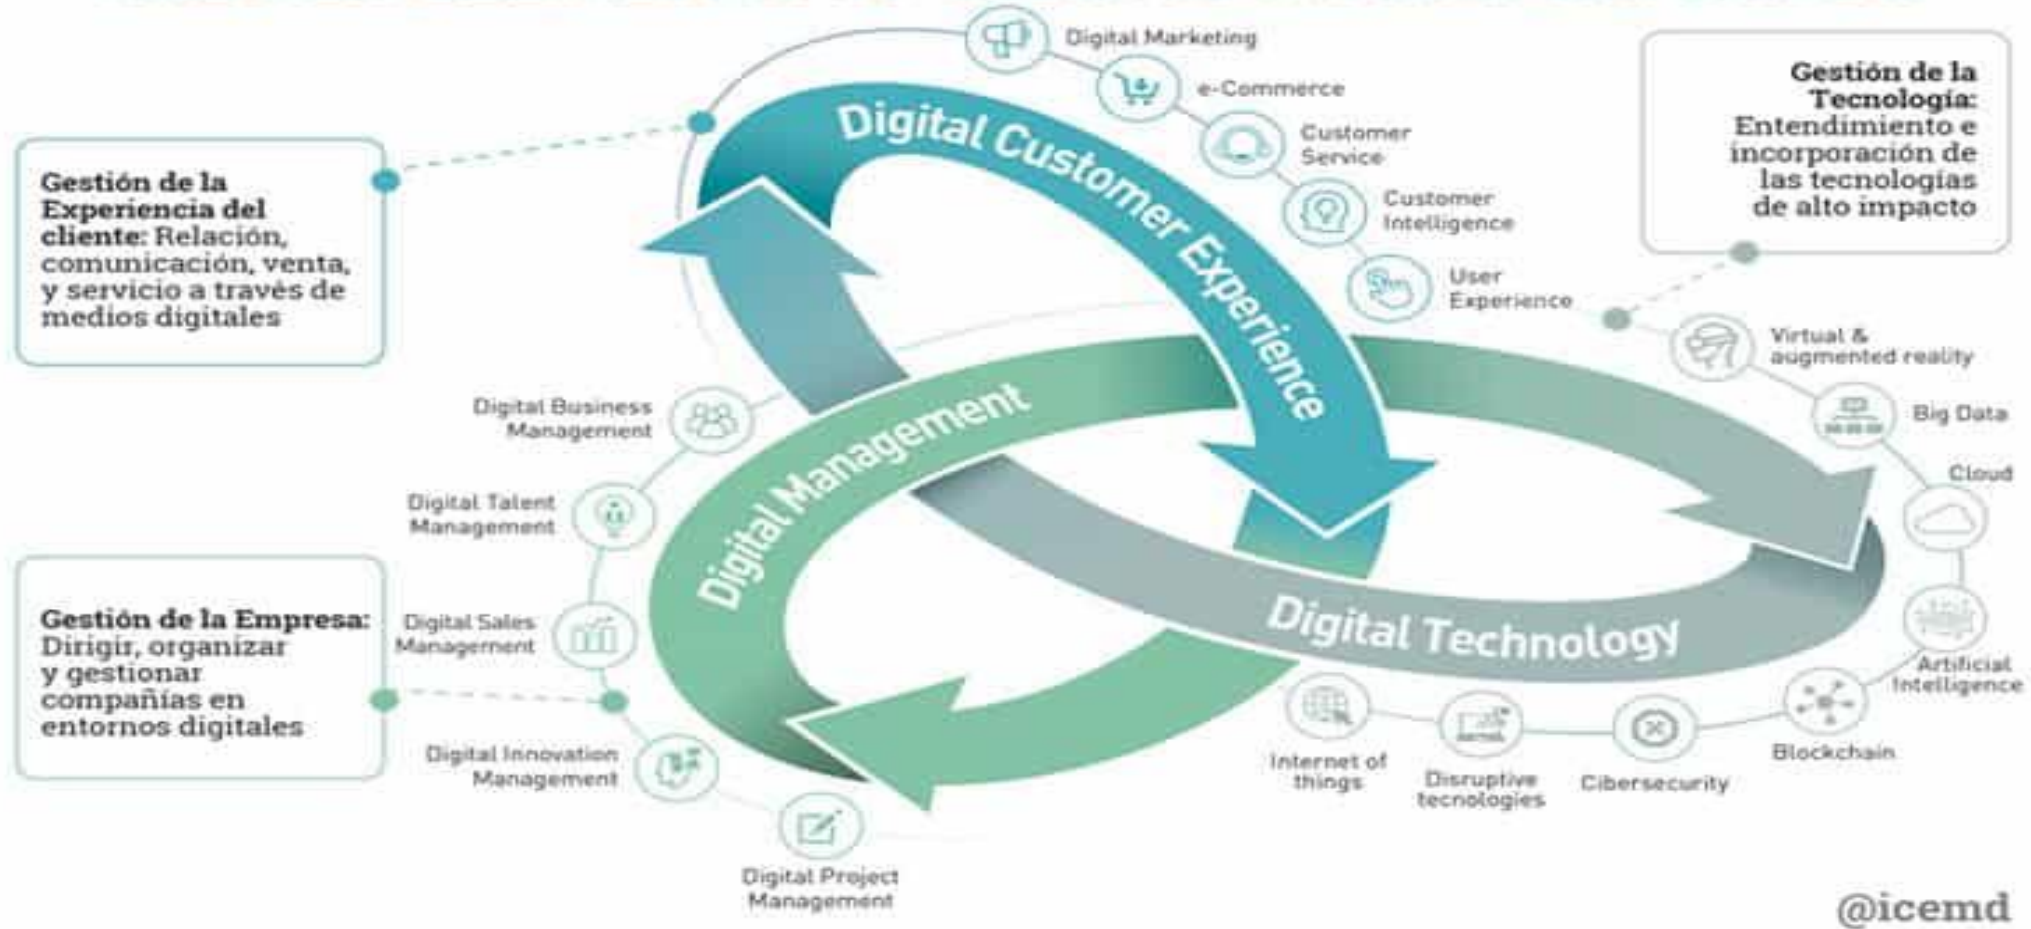 Digital Marketing
e-Commerce
Customer
Service
Customer
Intelligence
User
Experience
Gestión de la
Tecnología:
Entendimiento e
incorporación de
las tecnologías
de alto impacto
Gestión de la
Experiencia del
cliente: Relación,
comunicación, venta,
y servicio a través de
medios digitales
Digital Customer Experience
Virtual &
augmented reality
Big Data
Cloud
Artificial
Intelligence
Blockchain
Cibersecurity
Disruptive
tecnologies
Internet of
things
Digital Technology
Digital Management
Digital Business
Management
Digital Talent
Management
Digital Sales
Management
Digital Innovation
Management
Digital Project
Management
Gestión de la Empresa:
Dirigir, organizar
y gestionar
compañías en
entornos digitales
@icemd